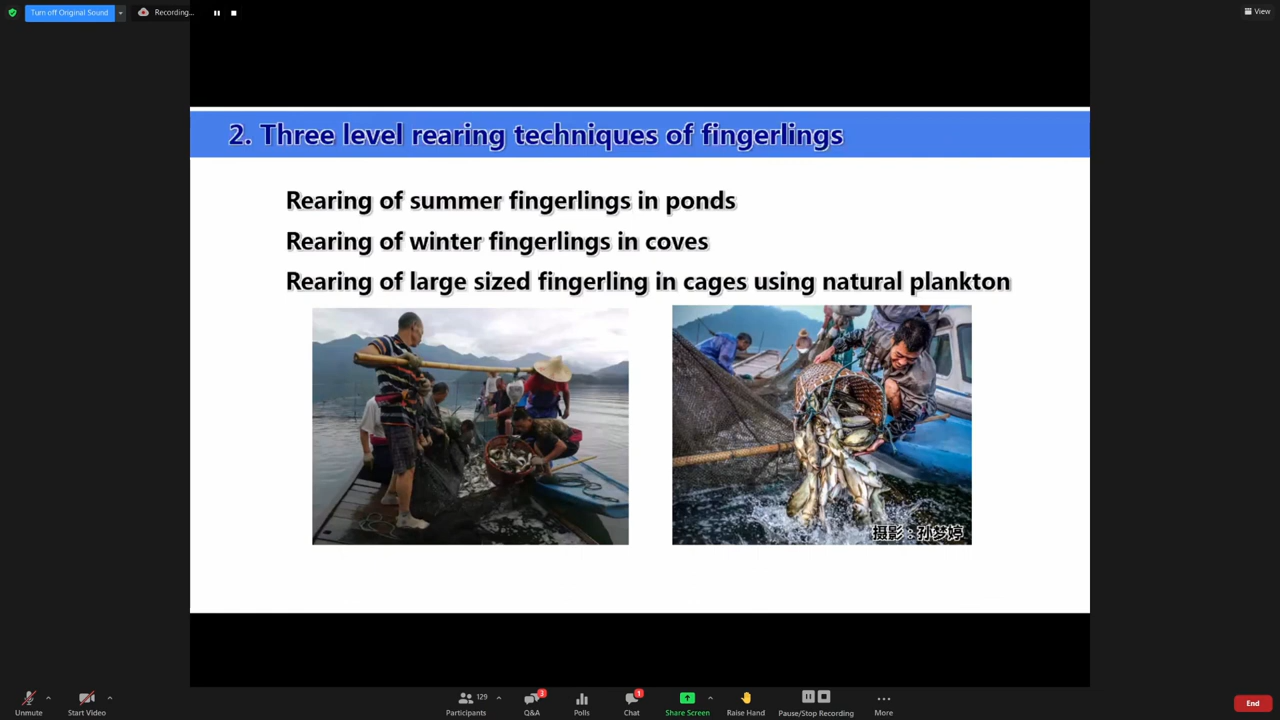 Turn off Original Sound
Recording...
View
2. Three level rearing techniques of fingerlings
Rearing of summer fingerlings in ponds
Rearing of winter fingerlings in coves
Rearing of large sized fingerling in cages using natural plankton
摄影：孙梦婷
Unmute
Start Video
129
Participants
3
Q&A
Polls
1
Chat
Share Screen
Raise Hand
Pause/Stop Recording
More
End